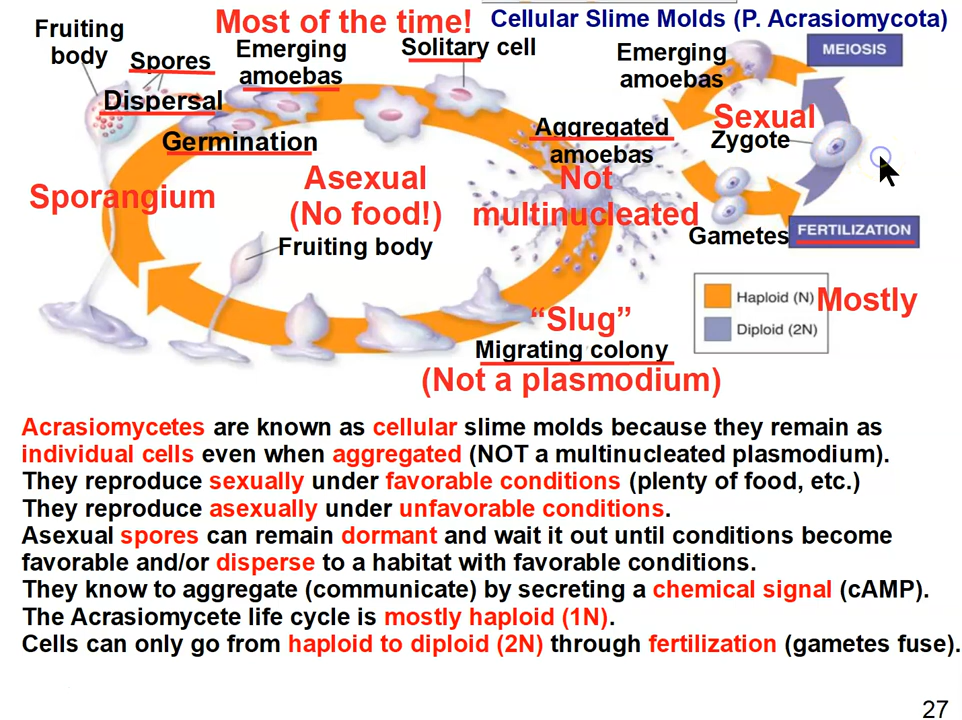 Most of the time!
Cellular Slime Molds (P. Acrasiomycota)
Fruiting
body
Spores
Dispersal
Emerging
amoebas
Solitary cell
Germination
Sporangium
Asexual
(No food!)
Fruiting body
Aggregated
amoebas
Not
multinucleated
Emerging
amoebas
MEIOSIS
Sexual
Zygote
Gametes
FERTILIZATION
Haploid (N)
Mostly
Diploid (2N)
“Slug”
Migrating colony
(Not a plasmodium)
Acrasiomycetes are known as cellular slime molds because they remain as
individual cells even when aggregated (NOT a multinucleated plasmodium).
They reproduce sexually under favorable conditions (plenty of food, etc.)
They reproduce asexually under unfavorable conditions.
Asexual spores can remain dormant and wait it out until conditions become
favorable and/or disperse to a habitat with favorable conditions.
They know to aggregate (communicate) by secreting a chemical signal (cAMP).
The Acrasiomycete life cycle is mostly haploid (1N).
Cells can only go from haploid to diploid (2N) through fertilization (gametes fuse).
27